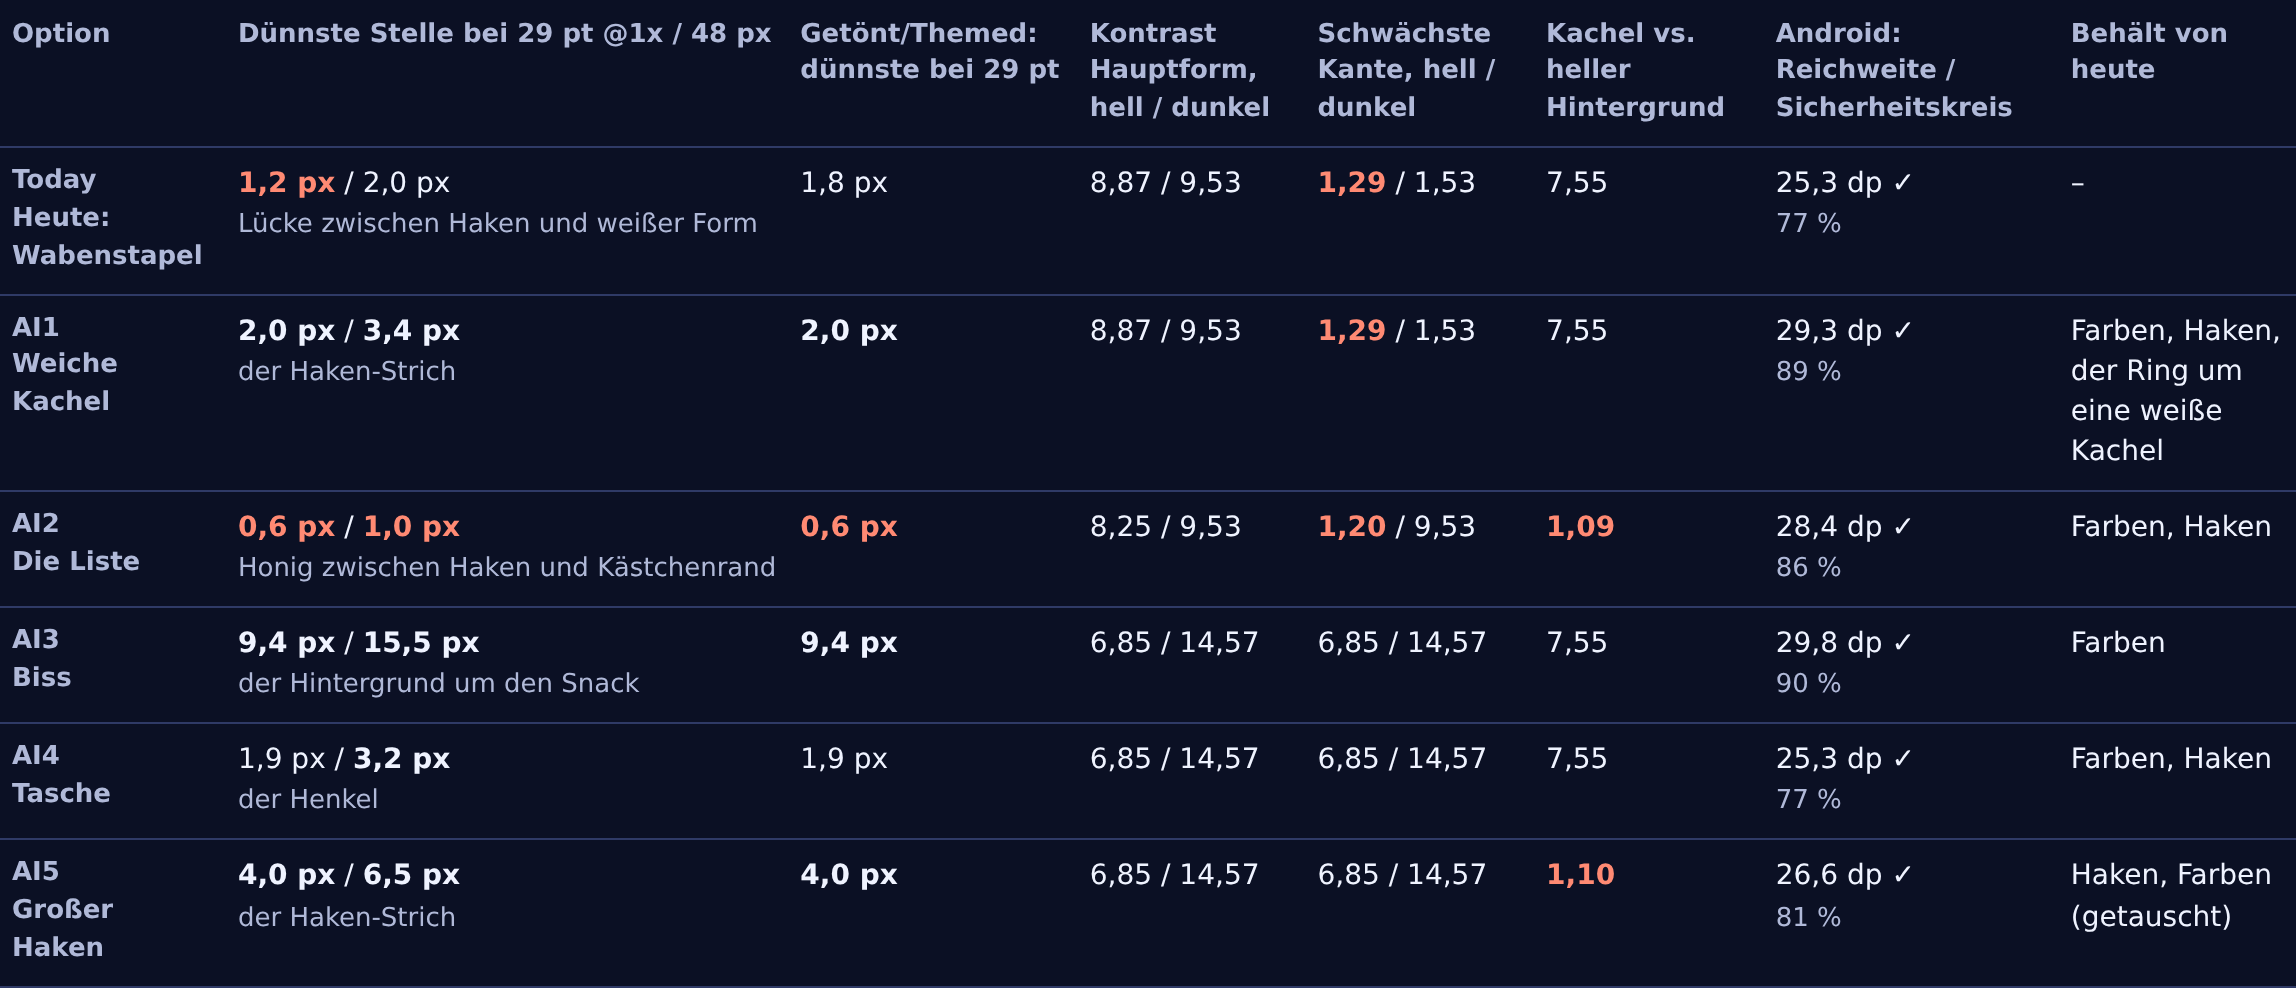 Option
Dünnste Stelle bei 29 pt @1x / 48 px
Getönt/Themed:
dünnste bei 29 pt
Kontrast
Hauptform,
hell / dunkel
Schwächste
Kante, hell /
dunkel
Kachel vs.
heller
Hintergrund
Android:
Reichweite /
Sicherheitskreis
Behält von
heute
Today
Heute:
Wabenstapel
1,2 px / 2,0 px
Lücke zwischen Haken und weißer Form
1,8 px
8,87 / 9,53
1,29 / 1,53
7,55
25,3 dp ✓
77 %
–
AI1
Weiche
Kachel
2,0 px / 3,4 px
der Haken-Strich
2,0 px
8,87 / 9,53
1,29 / 1,53
7,55
29,3 dp ✓
89 %
Farben, Haken,
der Ring um
eine weiße
Kachel
AI2
Die Liste
0,6 px / 1,0 px
Honig zwischen Haken und Kästchenrand
0,6 px
8,25 / 9,53
1,20 / 9,53
1,09
28,4 dp ✓
86 %
Farben, Haken
AI3
Biss
9,4 px / 15,5 px
der Hintergrund um den Snack
9,4 px
6,85 / 14,57
6,85 / 14,57
7,55
29,8 dp ✓
90 %
Farben
AI4
Tasche
1,9 px / 3,2 px
der Henkel
1,9 px
6,85 / 14,57
6,85 / 14,57
7,55
25,3 dp ✓
77 %
Farben, Haken
AI5
Großer
Haken
4,0 px / 6,5 px
der Haken-Strich
4,0 px
6,85 / 14,57
6,85 / 14,57
1,10
26,6 dp ✓
81 %
Haken, Farben
(getauscht)